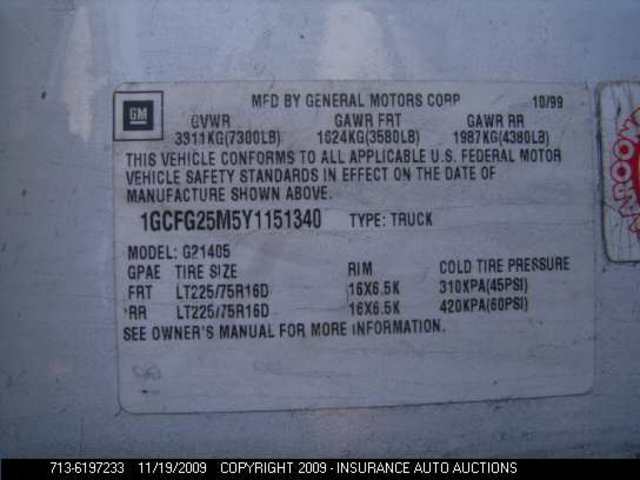 MFD BY GENERAL MOTORS CORP 10/99
GM
GVWR GAWR FRT GAWR RR
3311KG(7300LB) 1624KG(3580LB) 1987KG(4380LB)
THIS VEHICLE CONFORMS TO ALL APPLICABLE U.S. FEDERAL MOTOR
VEHICLE SAFETY STANDARDS IN EFFECT ON THE DATE OF
MANUFACTURE SHOWN ABOVE.
1GCFG25M5Y1151340 TYPE: TRUCK
MODEL: G21405
GPAE TIRE SIZE RIM COLD TIRE PRESSURE
FRT LT225/75R16D 16X6.5K 310KPA(45PSI)
RR LT225/75R16D 16X6.5K 420KPA(60PSI)
SEE OWNER'S MANUAL FOR MORE INFORMATION.
713-6197233 11/19/2009 COPYRIGHT 2009 - INSURANCE AUTO AUCTIONS